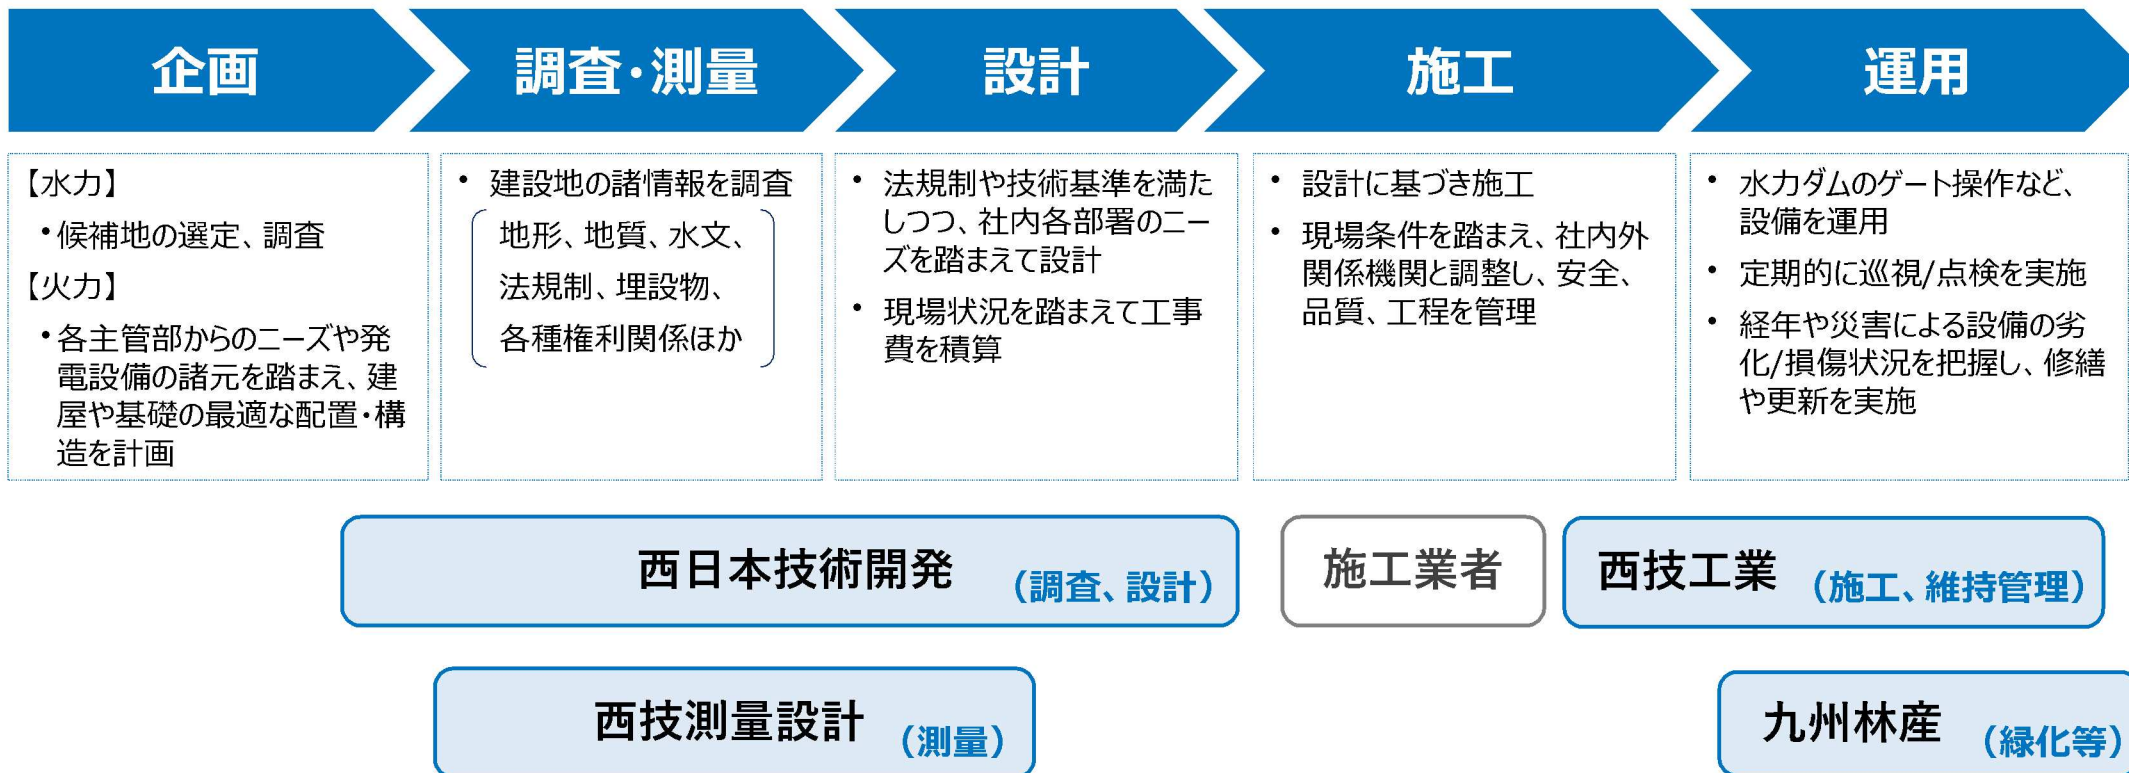 企画
調査・測量
設計
施工
運用
【水力】
・候補地の選定、調査
【火力】
・各主管部からのニーズや発
電設備の諸元を踏まえ、建
屋や基礎の最適な配置・構
造を計画
• 建設地の諸情報を調査
地形、地質、水文、
法規制、埋設物、
各種権利関係ほか
• 法規制や技術基準を満た
しつつ、社内各部署のニー
ズを踏まえて設計
• 現場状況を踏まえて工事
費を積算
• 設計に基づき施工
• 現場条件を踏まえ、社内外
関係機関と調整し、安全、
品質、工程を管理
• 水力ダムのゲート操作など、
設備を運用
• 定期的に巡視/点検を実施
• 経年や災害による設備の劣
化/損傷状況を把握し、修繕
や更新を実施
西日本技術開発 （調査、設計）
施工業者
西技工業 （施工、維持管理）
西技測量設計 （測量）
九州林産 （緑化等）